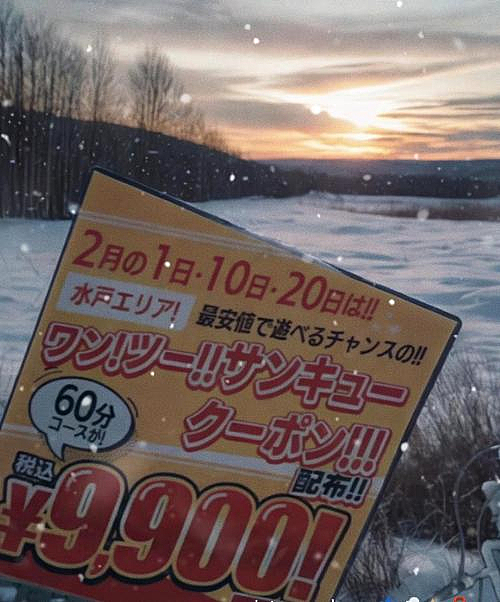 2月の1日・10日・20日は!!
水戸エリア!
最安値で遊べるチャンスの!!
ワン!ツー!!サンキュー
クーポン!!!
配布!!
60分
コースが!
税込
¥9,900!